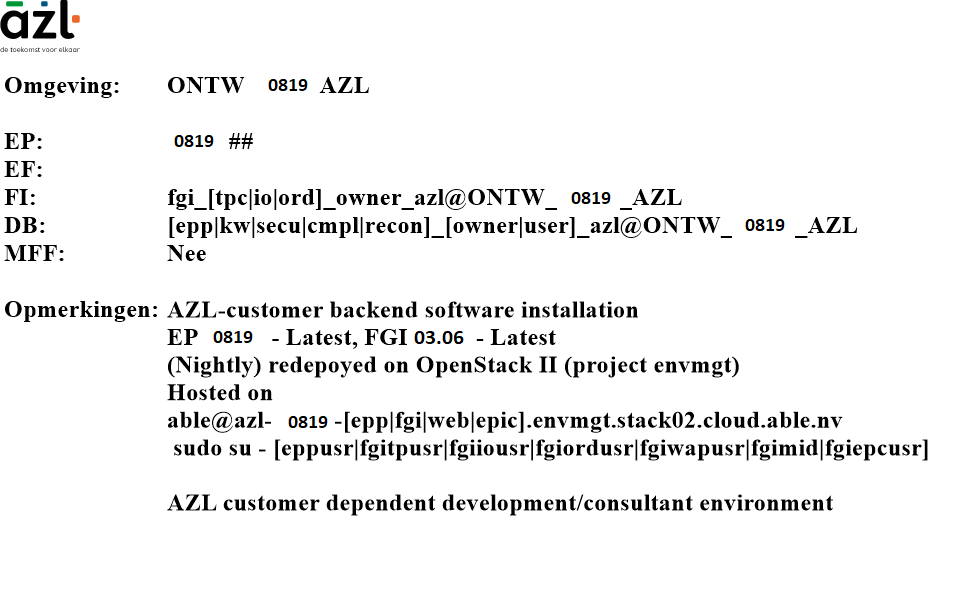 azl
de toekomst voor elkaar
Omgeving: ONTW 0819 AZL
EP: 0819 ##
EF:
FI: fgi_[tpc|io|ord]_owner_azl@ONTW_ 0819 _AZL
DB: [epp|kw|secu|cmpl|recon]_[owner|user]_azl@ONTW_ 0819 _AZL
MFF: Nee
Opmerkingen: AZL-customer backend software installation
EP 0819 - Latest, FGI 03.06 - Latest
(Nightly) redepoyed on OpenStack II (project envmgt)
Hosted on
able@azl- 0819 -[epp|fgi|web|epic].envmgt.stack02.cloud.able.nv
sudo su - [eppusr|fgitpusr|fgiiousr|fgiordusr|fgiwapusr|fgimid|fgiepcusr]
AZL customer dependent development/consultant environment